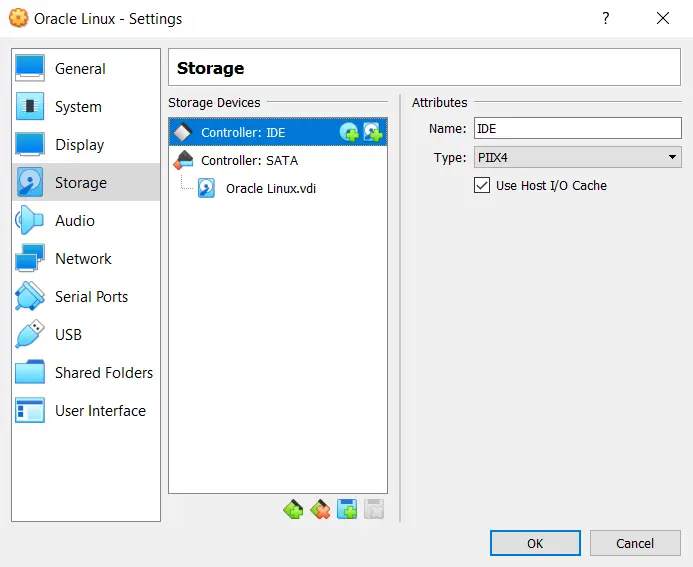 Oracle Linux - Settings
?
General
System
Display
Storage
Audio
Network
Serial Ports
USB
Shared Folders
User Interface
Storage
Storage Devices
Controller: IDE
Controller: SATA
Oracle Linux.vdi
Attributes
Name: IDE
Type: PIIX4
Use Host I/O Cache
OK Cancel